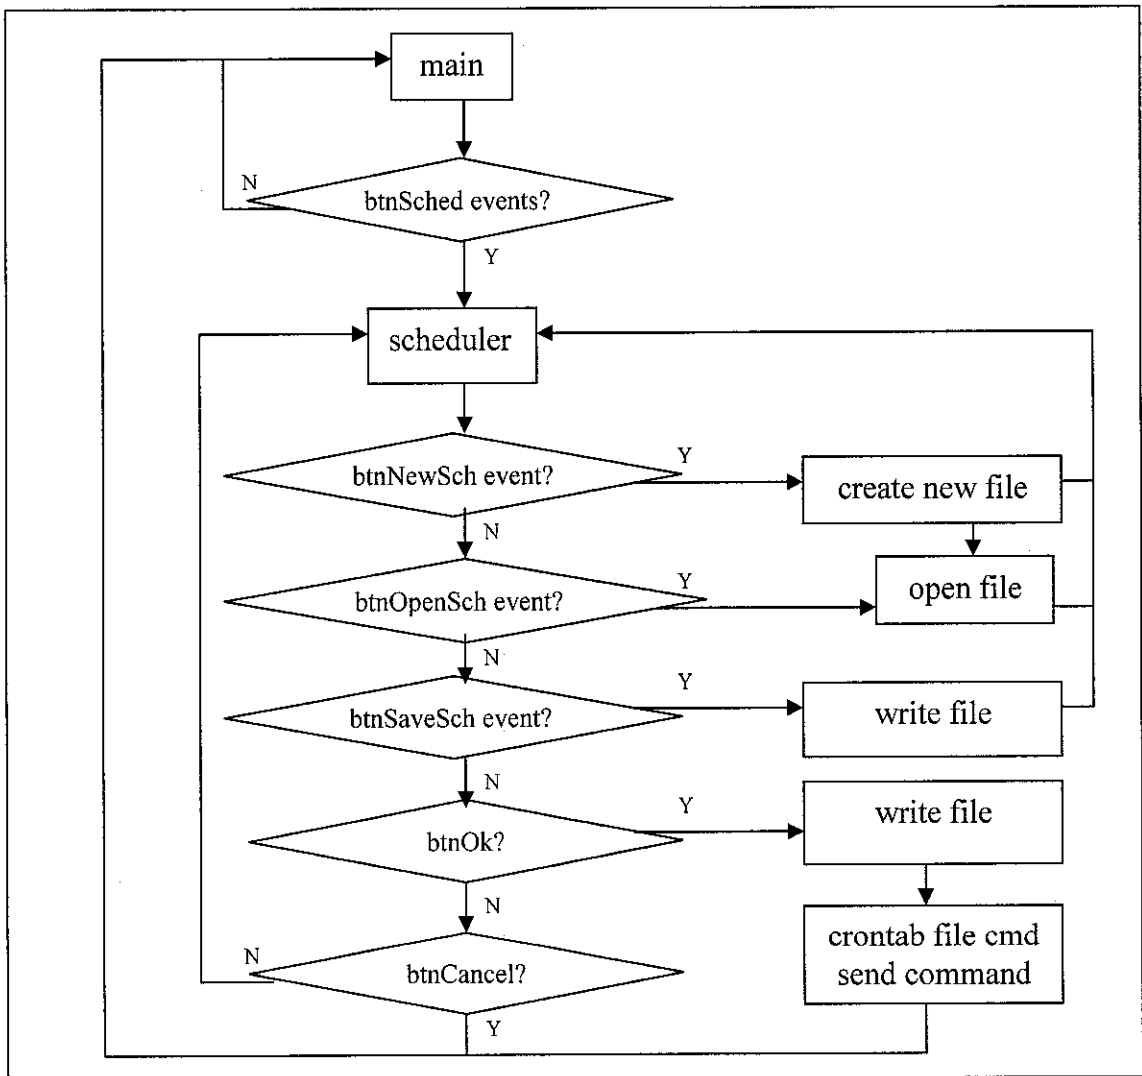 main
N
btnSched events?
Y
scheduler
btnNewSch event?
Y
create new file
N
btnOpenSch event?
Y
open file
N
btnSaveSch event?
Y
write file
N
btnOk?
Y
write file
N
crontab file cmd
send command
N
btnCancel?
Y